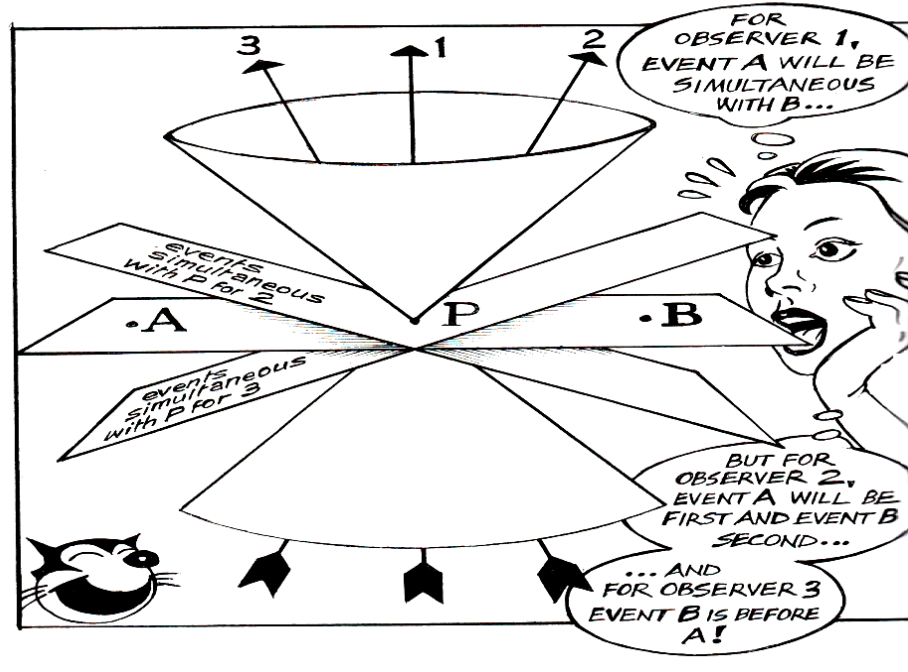 FOR
OBSERVER 1,
EVENT A WILL BE
SIMULTANEOUS
WITH B...
3
1
2
events
simultaneous
with P for 2
A
P
B
events
simultaneous
with P for 3
BUT FOR
OBSERVER 2,
EVENT A WILL BE
FIRST AND EVENT B
SECOND...
...AND
FOR OBSERVER 3
EVENT B IS BEFORE
A!